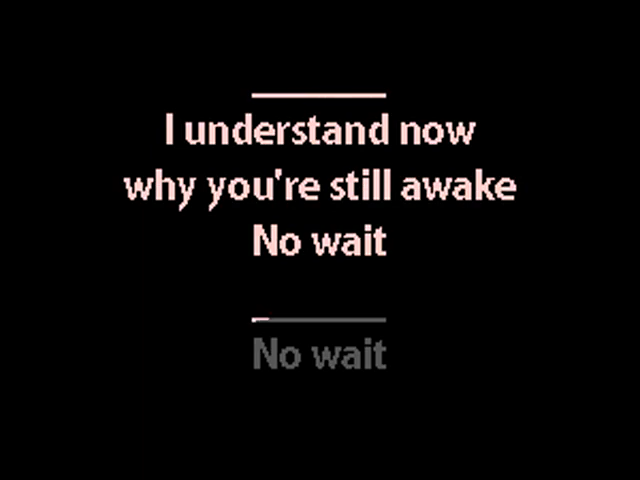 I understand now
why you're still awake
No wait
No wait